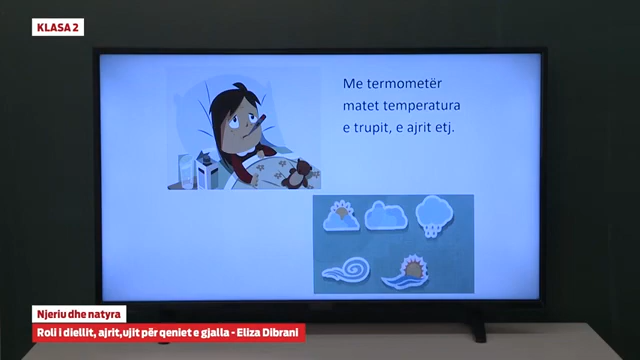 KLASA 2
Me termometër
matet temperatura
e trupit, e ajrit etj.
Njeriu dhe natyra
Roli i diellit, ajrit,ujit për qeniet e gjalla - Eliza Dibrani